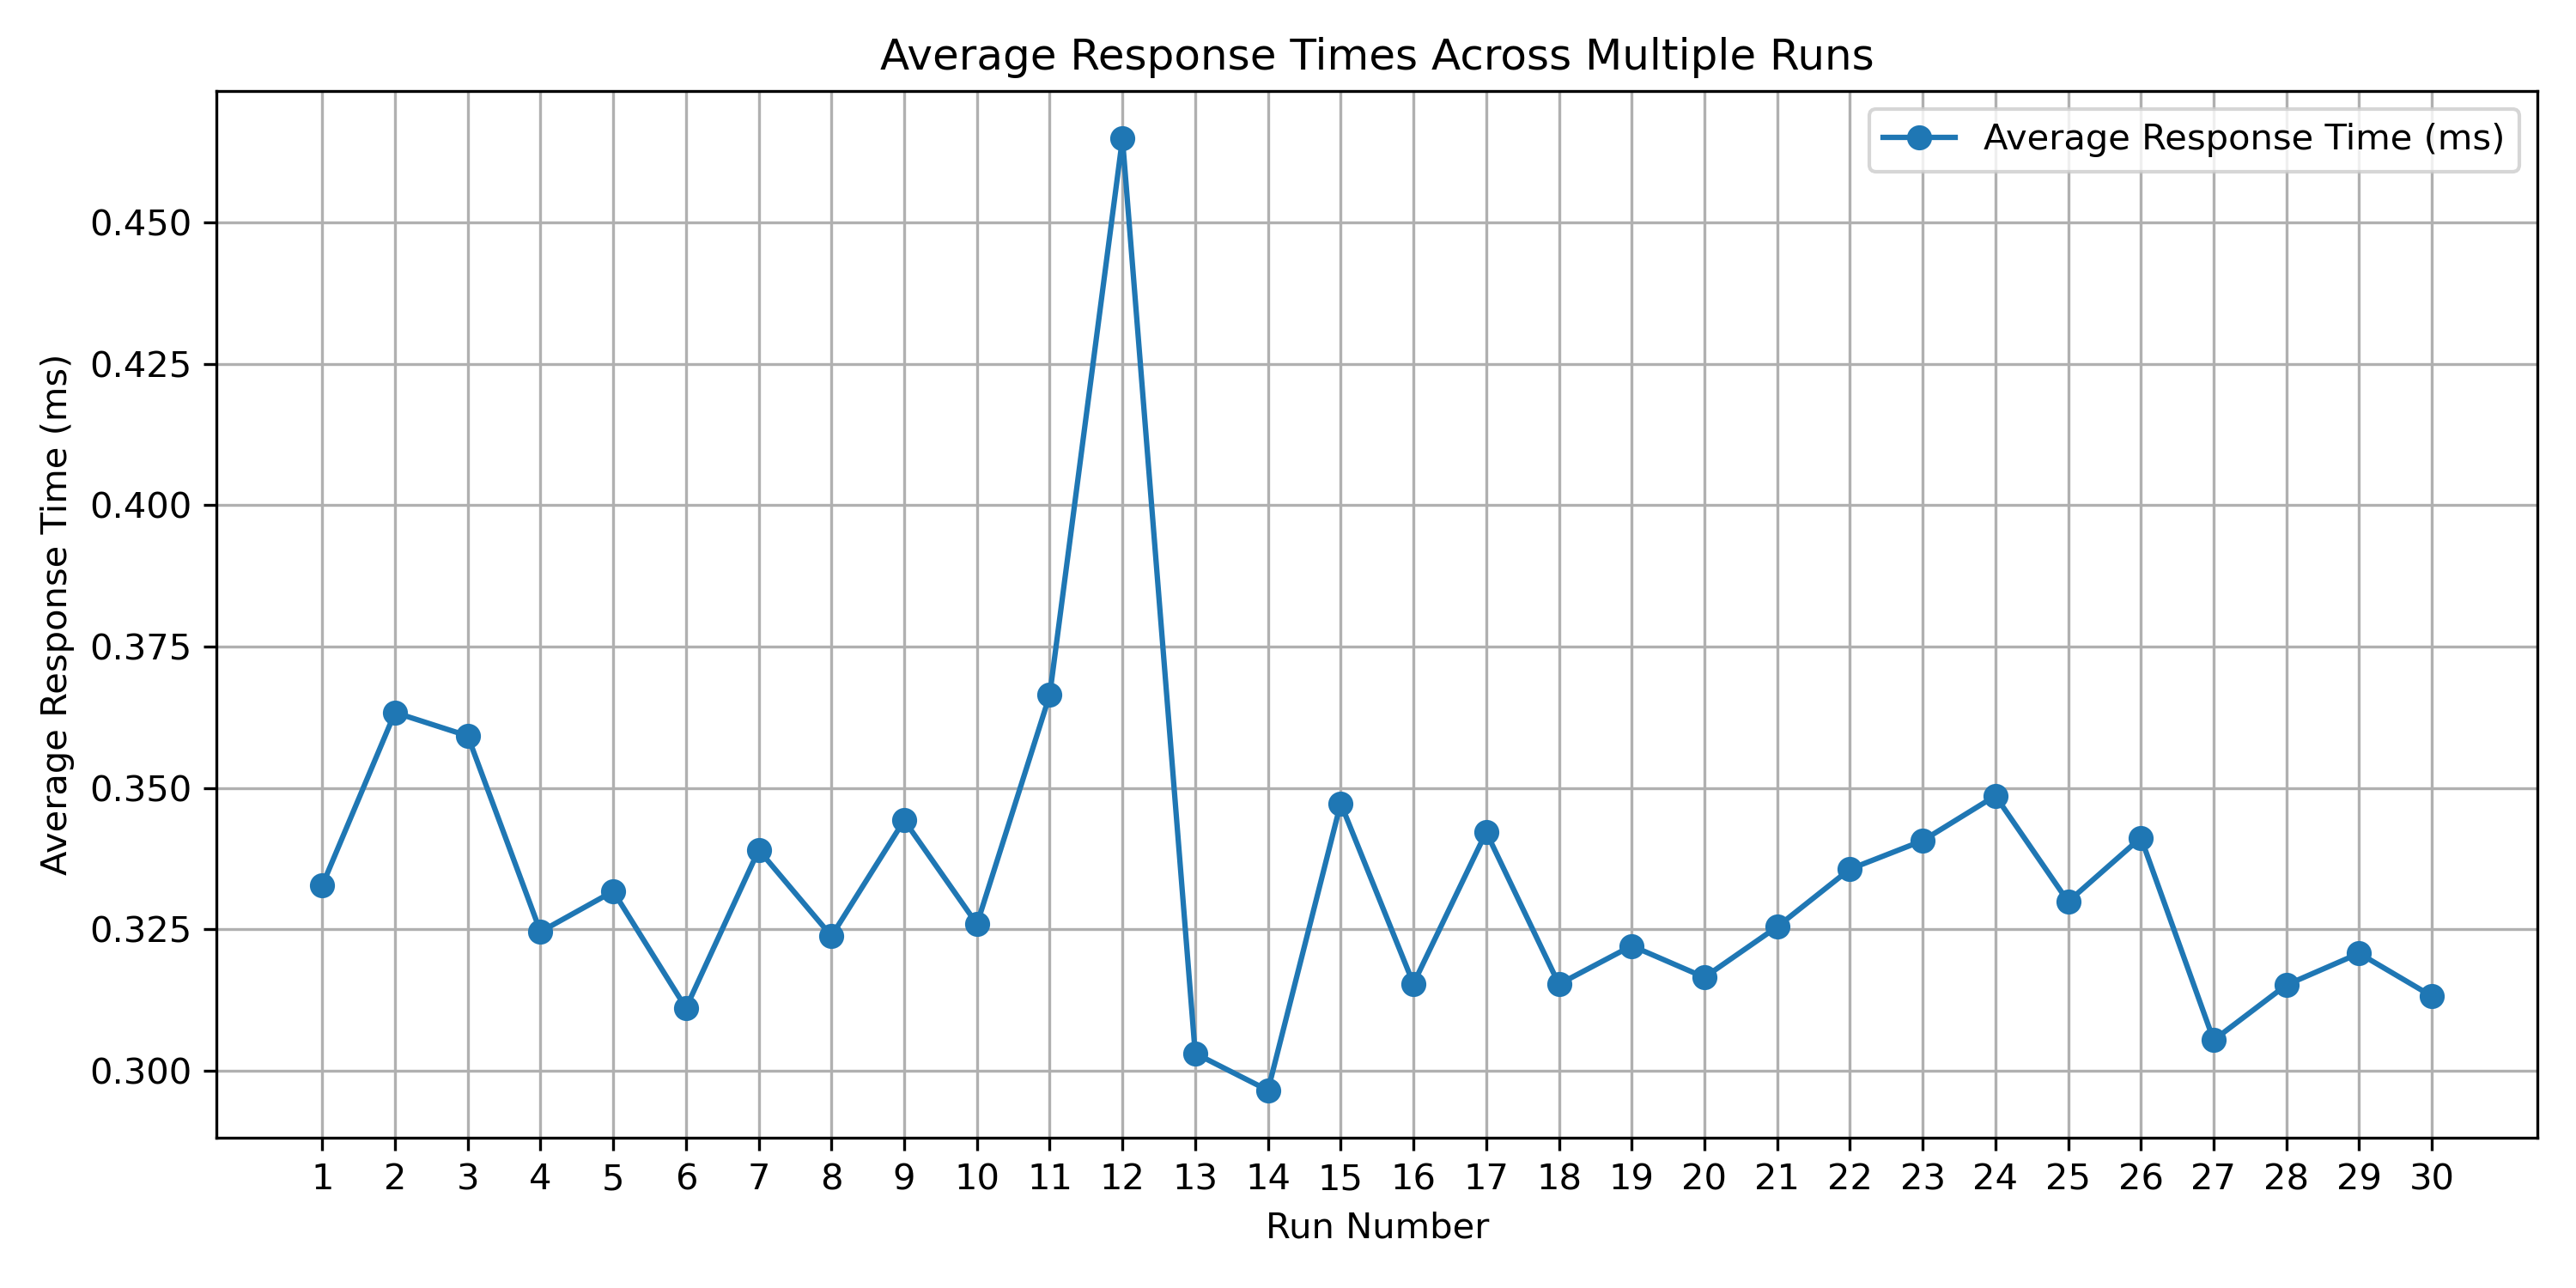 Average Response Times Across Multiple Runs
Average Response Time (ms)
Average Response Time (ms)
0.450
0.425
0.400
0.375
0.350
0.325
0.300
1 2 3 4 5 6 7 8 9 10 11 12 13 14 15 16 17 18 19 20 21 22 23 24 25 26 27 28 29 30
Run Number